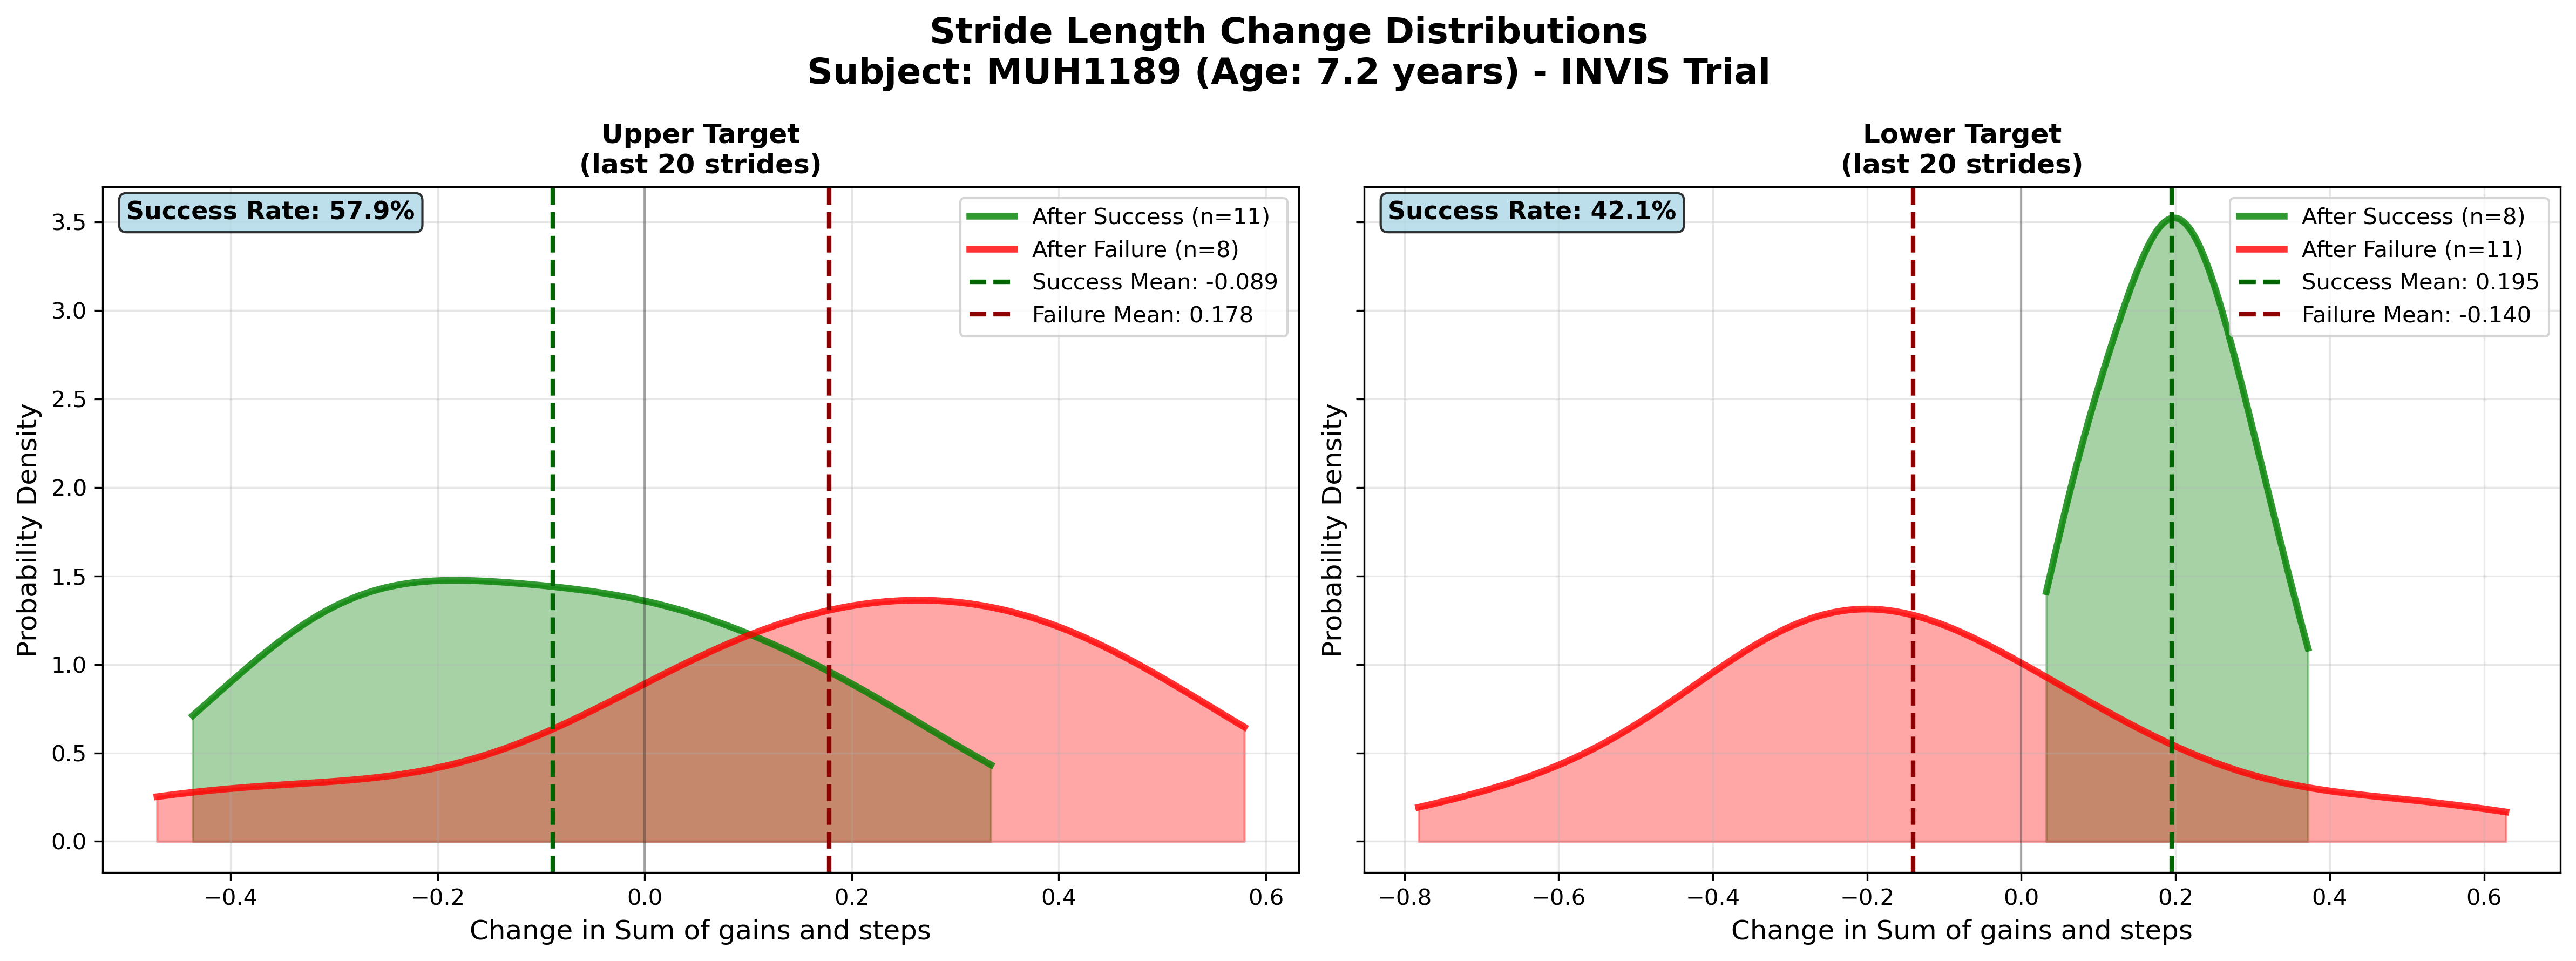 Stride Length Change Distributions
Subject: MUH1189 (Age: 7.2 years) - INVIS Trial
Upper Target
(last 20 strides)
Success Rate: 57.9%
After Success (n=11)
After Failure (n=8)
Success Mean: -0.089
Failure Mean: 0.178
Probability Density
3.5
3.0
2.5
2.0
1.5
1.0
0.5
0.0
−0.4 −0.2 0.0 0.2 0.4 0.6
Change in Sum of gains and steps
Lower Target
(last 20 strides)
Success Rate: 42.1%
After Success (n=8)
After Failure (n=11)
Success Mean: 0.195
Failure Mean: -0.140
Probability Density
−0.8 −0.6 −0.4 −0.2 0.0 0.2 0.4 0.6
Change in Sum of gains and steps